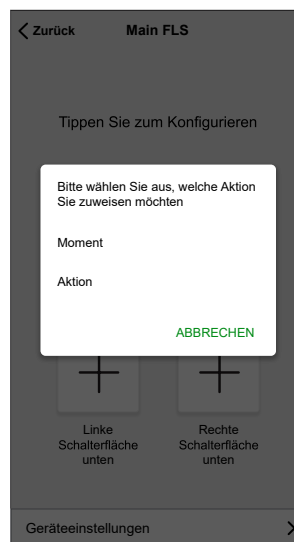 Zurück Main FLS
Tippen Sie zum Konfigurieren
Bitte wählen Sie aus, welche Aktion
Sie zuweisen möchten
Moment
Aktion
ABBRECHEN
Linke
Schalterfläche
unten
Rechte
Schalterfläche
unten
Geräteeinstellungen